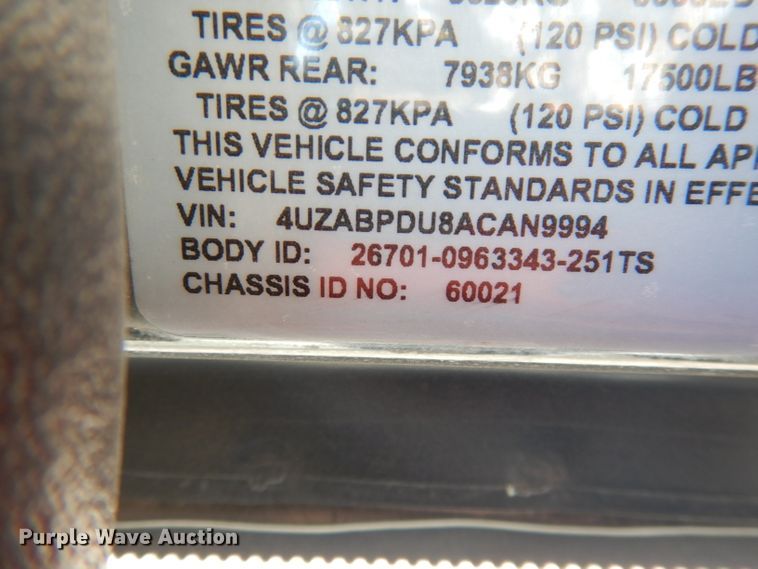 TIRES @ 827KPA (120 PSI) COLD
GAWR REAR: 7938KG 17500LB
TIRES @ 827KPA (120 PSI) COLD
THIS VEHICLE CONFORMS TO ALL
VEHICLE SAFETY STANDARDS IN
VIN: 4UZABPDU8ACAN9994
BODY ID: 26701-0963343-251TS
CHASSIS ID NO: 60021
Purple Wave Auction